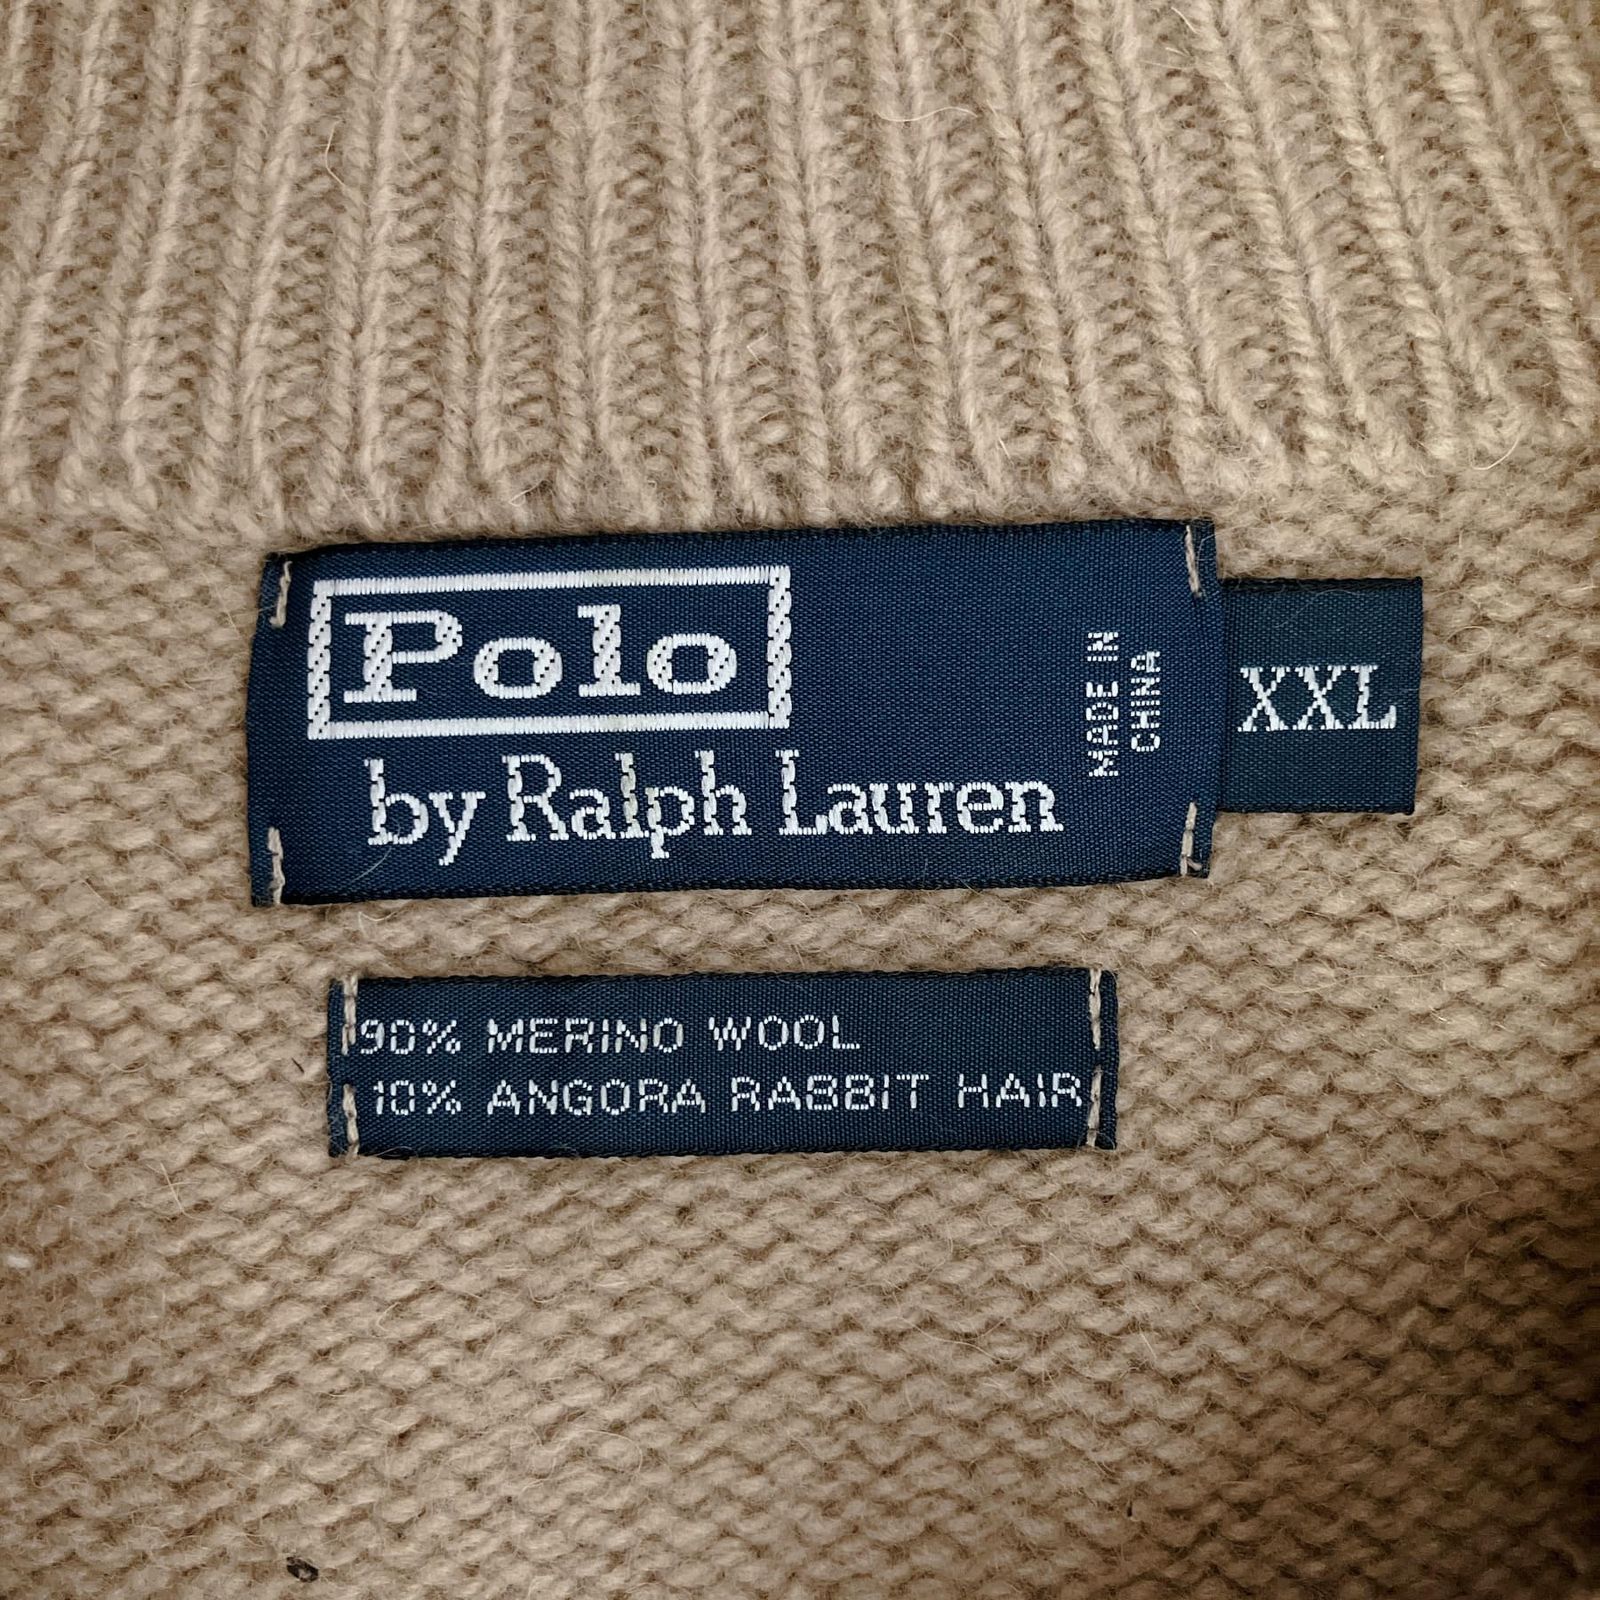 Polo
by Ralph Lauren
MADE IN
CHINA
XXL
90% MERINO WOOL
10% ANGORA RABBIT HAIR